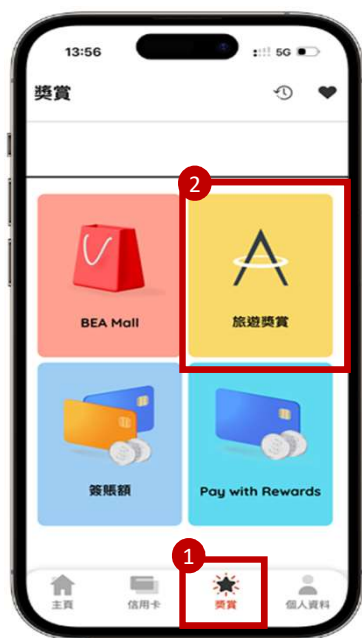 13:56 5G
獎賞
2
BEA Mall
旅遊獎賞
簽賬額
Pay with Rewards
1
主頁
信用卡
獎賞
個人資料